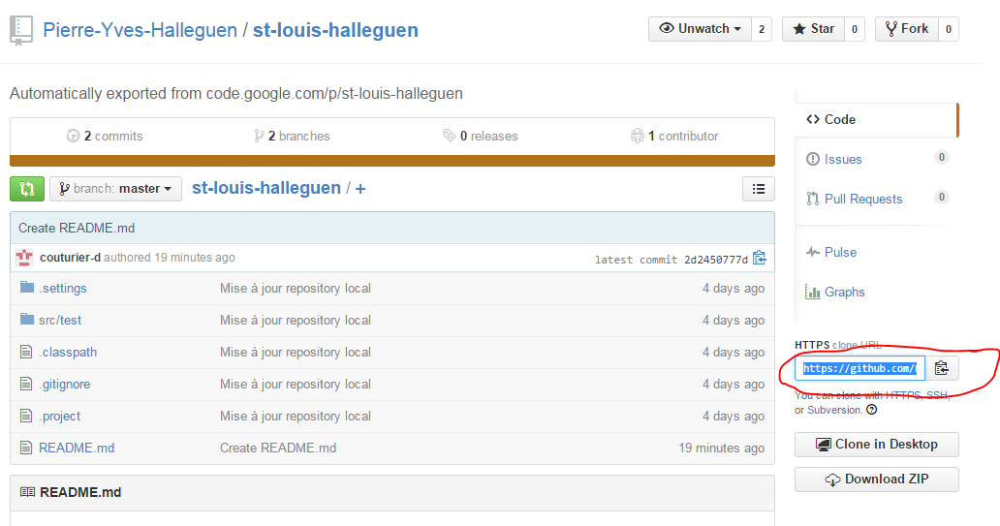 Pierre-Yves-Halleguen / st-louis-halleguen
Unwatch 2 Star 0 Fork 0
Automatically exported from code.google.com/p/st-louis-halleguen
2 commits 2 branches 0 releases 1 contributor
branch: master st-louis-halleguen / +
Create README.md
couturier-d authored 19 minutes ago latest commit 2d2450777d
.settings Mise à jour repository local 4 days ago
src/test Mise à jour repository local 4 days ago
.classpath Mise à jour repository local 4 days ago
.gitignore Mise à jour repository local 4 days ago
.project Mise à jour repository local 4 days ago
README.md Create README.md 19 minutes ago
README.md
Code
Issues 0
Pull Requests 0
Pulse
Graphs
HTTPS clone URL
https://github.com/
You can clone with HTTPS, SSH,
or Subversion.
Clone in Desktop
Download ZIP